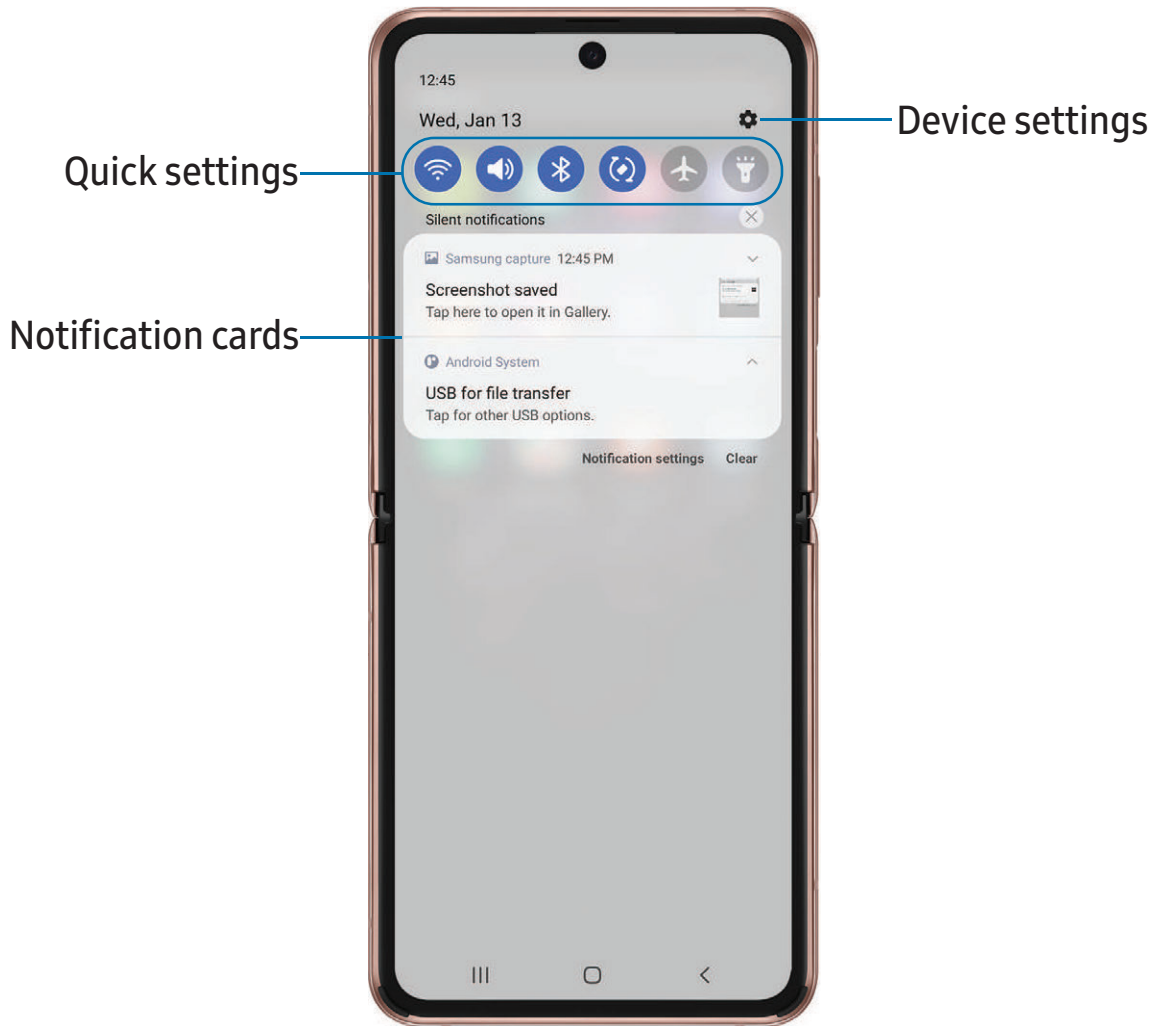 12:45
Wed, Jan 13
Device settings
Quick settings
Silent notifications
Samsung capture 12:45 PM
Screenshot saved
Tap here to open it in Gallery.
Notification cards
Android System
USB for file transfer
Tap for other USB options.
Notification settings Clear